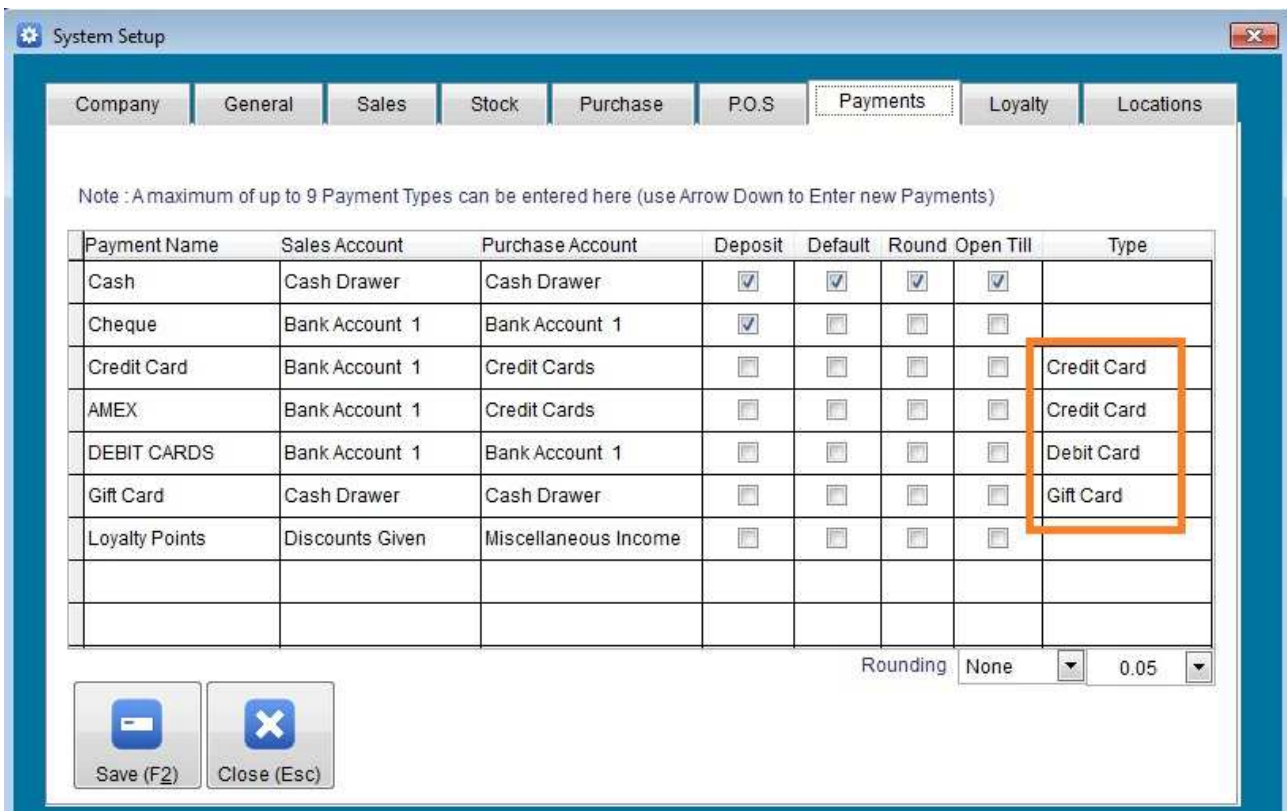 System Setup
Company General Sales Stock Purchase P.O.S Payments Loyalty Locations
Note : A maximum of up to 9 Payment Types can be entered here (use Arrow Down to Enter new Payments)
Payment Name Sales Account Purchase Account Deposit Default Round Open Till Type
Cash Cash Drawer Cash Drawer
Cheque Bank Account 1 Bank Account 1
Credit Card Bank Account 1 Credit Cards Credit Card
AMEX Bank Account 1 Credit Cards Credit Card
DEBIT CARDS Bank Account 1 Bank Account 1 Debit Card
Gift Card Cash Drawer Cash Drawer Gift Card
Loyalty Points Discounts Given Miscellaneous Income
Rounding None 0.05
Save (F2) Close (Esc)